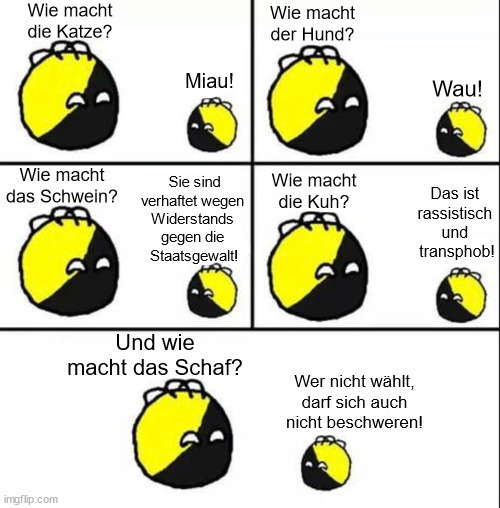 Wie macht
die Katze?
Miau!
Wie macht
der Hund?
Wau!
Wie macht
das Schwein?
Sie sind
verhaftet wegen
Widerstands
gegen die
Staatsgewalt!
Wie macht
die Kuh?
Das ist
rassistisch
und
transphob!
Und wie
macht das Schaf?
Wer nicht wählt,
darf sich auch
nicht beschweren!
imgflip.com